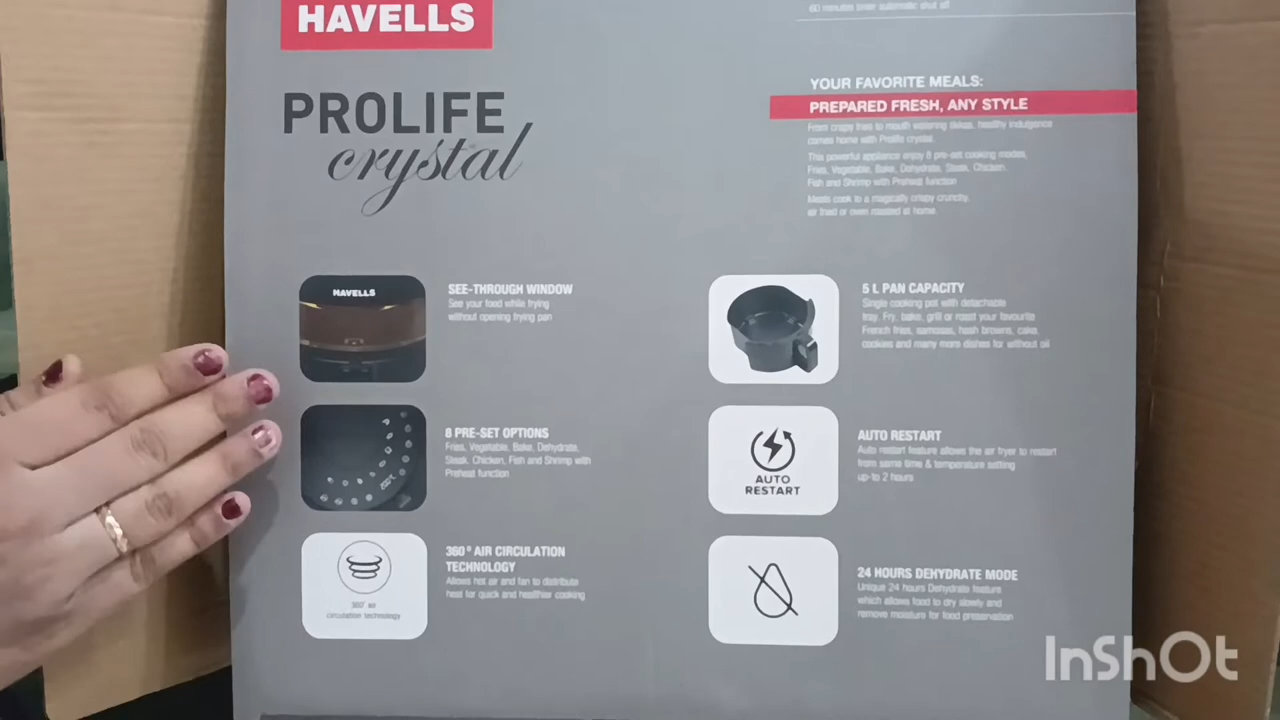 HAVELLS
PROLIFE
crystal
60 minutes timer automatic shut off
YOUR FAVORITE MEALS:
PREPARED FRESH, ANY STYLE
From crispy fries to mouth watering tikkas, healthy indulgence
comes home with Prolife crystal.
This powerful appliance enjoy 8 pre-set cooking modes,
Fries, Vegetable, Bake, Dehydrate, Steak, Chicken,
Fish and Shrimp with Preheat function
Meals cook to a magically crispy crunchy,
air fried or oven roasted at home.
HAVELLS
SEE-THROUGH WINDOW
See your food while frying
without opening frying pan
200°C
8 PRE-SET OPTIONS
Fries, Vegetable, Bake, Dehydrate,
Steak, Chicken, Fish and Shrimp with
Preheat function
360° air
circulation technology
360° AIR CIRCULATION
TECHNOLOGY
Allows hot air and fan to distribute
heat for quick and healthier cooking
5 L PAN CAPACITY
Single cooking pot with detachable
tray. Fry, bake, grill or roast your favourite
French fries, samosas, hash browns, cake,
cookies and many more dishes for without oil
AUTO
RESTART
AUTO RESTART
Auto restart feature allows the air fryer to restart
from same time & temperature setting
up-to 2 hours
24 HOURS DEHYDRATE MODE
Unique 24 hours Dehydrate feature
which allows food to dry slowly and
remove moisture for food preservation
InShOt